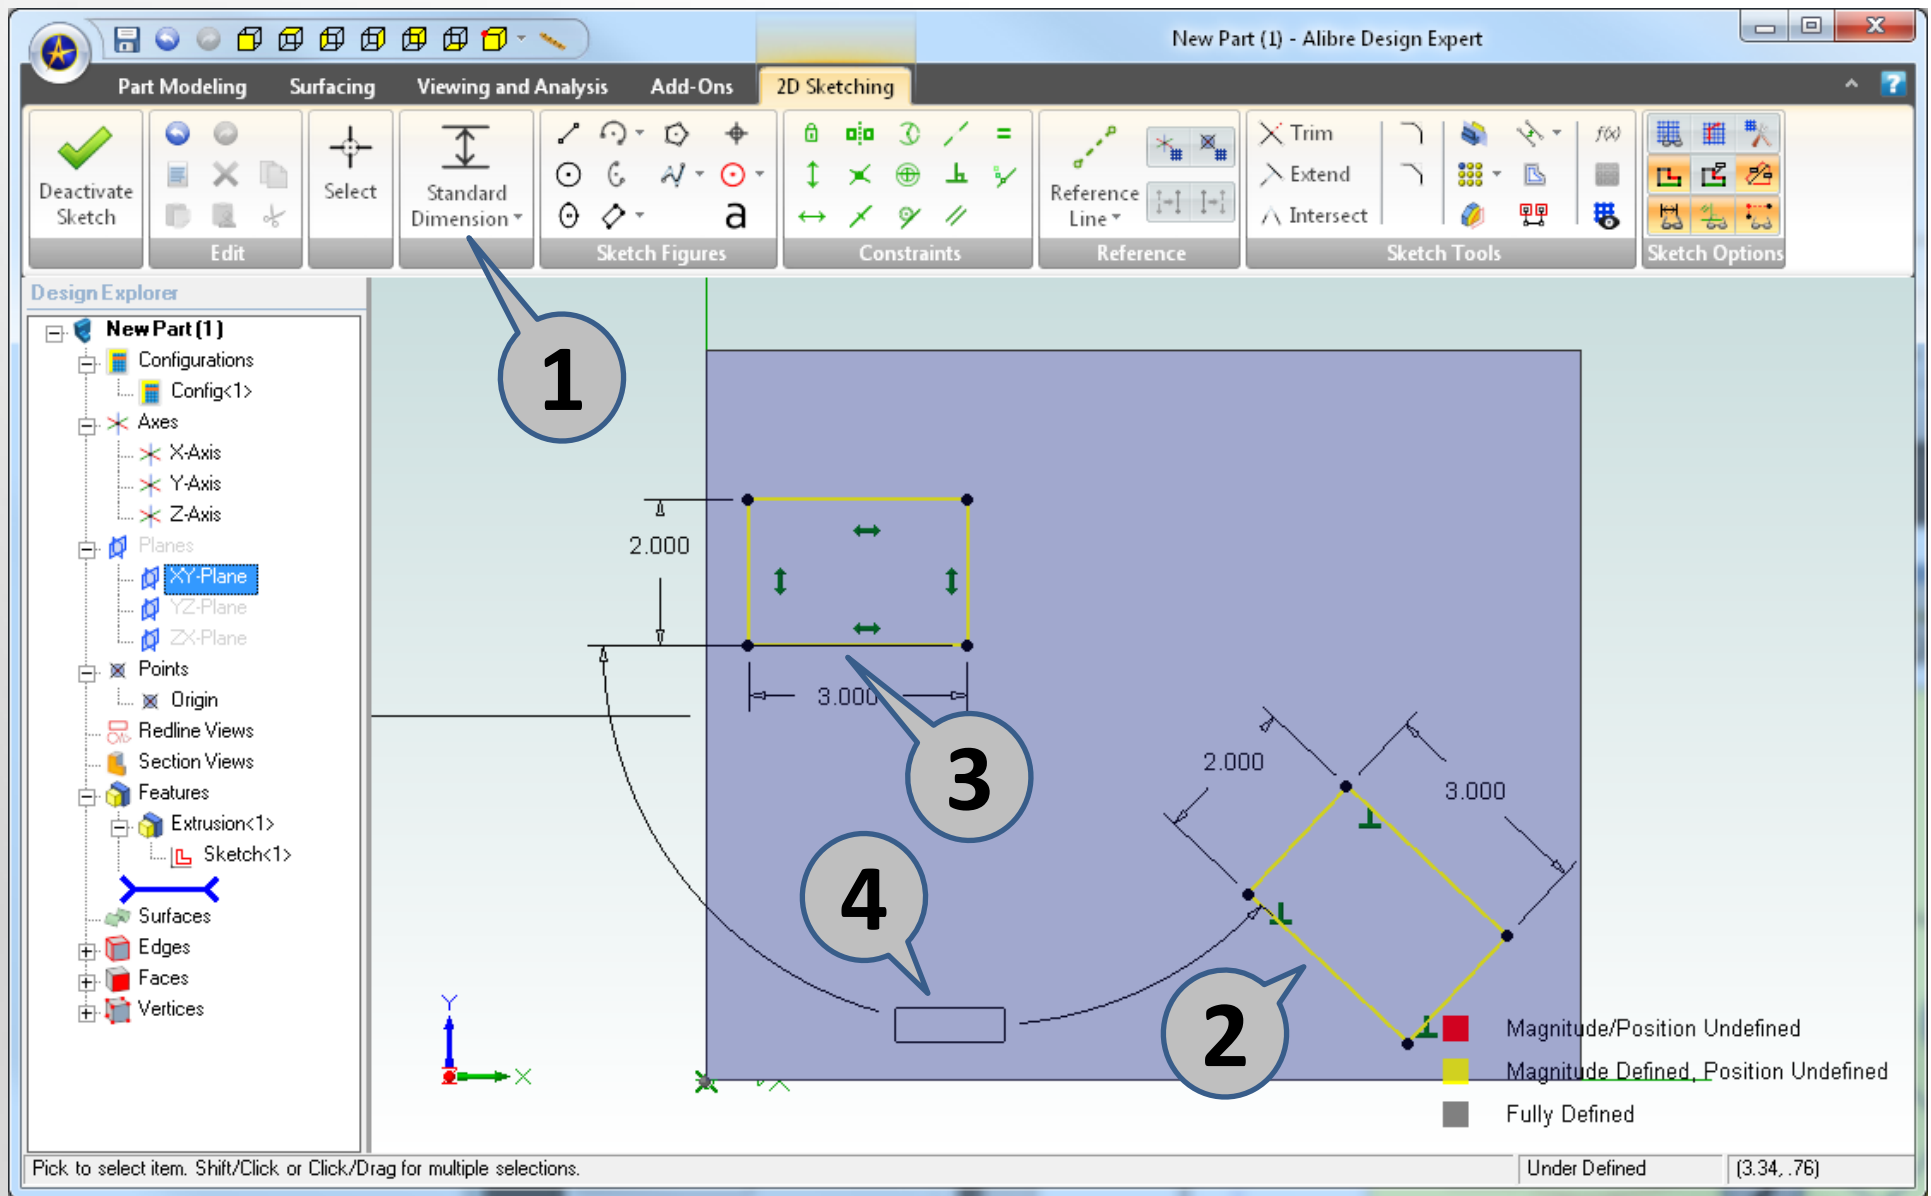 New Part (1) - Alibre Design Expert
Part Modeling Surfacing Viewing and Analysis Add-Ons 2D Sketching
Deactivate Sketch
Edit
Select
Standard Dimension
a
Sketch Figures
Constraints
Reference Line
Reference
Trim
Extend
Intersect
f(x)
Sketch Tools
Sketch Options
Design Explorer
New Part (1)
Configurations
Config<1>
Axes
X-Axis
Y-Axis
Z-Axis
Planes
XY-Plane
YZ-Plane
ZX-Plane
Points
Origin
Redline Views
Section Views
Features
Extrusion<1>
Sketch<1>
Surfaces
Edges
Faces
Vertices
1
2.000
3.000
3
2.000
3.000
4
2
Y
X
Magnitude/Position Undefined
Magnitude Defined, Position Undefined
Fully Defined
Pick to select item. Shift/Click or Click/Drag for multiple selections.
Under Defined
(3.34, .76)